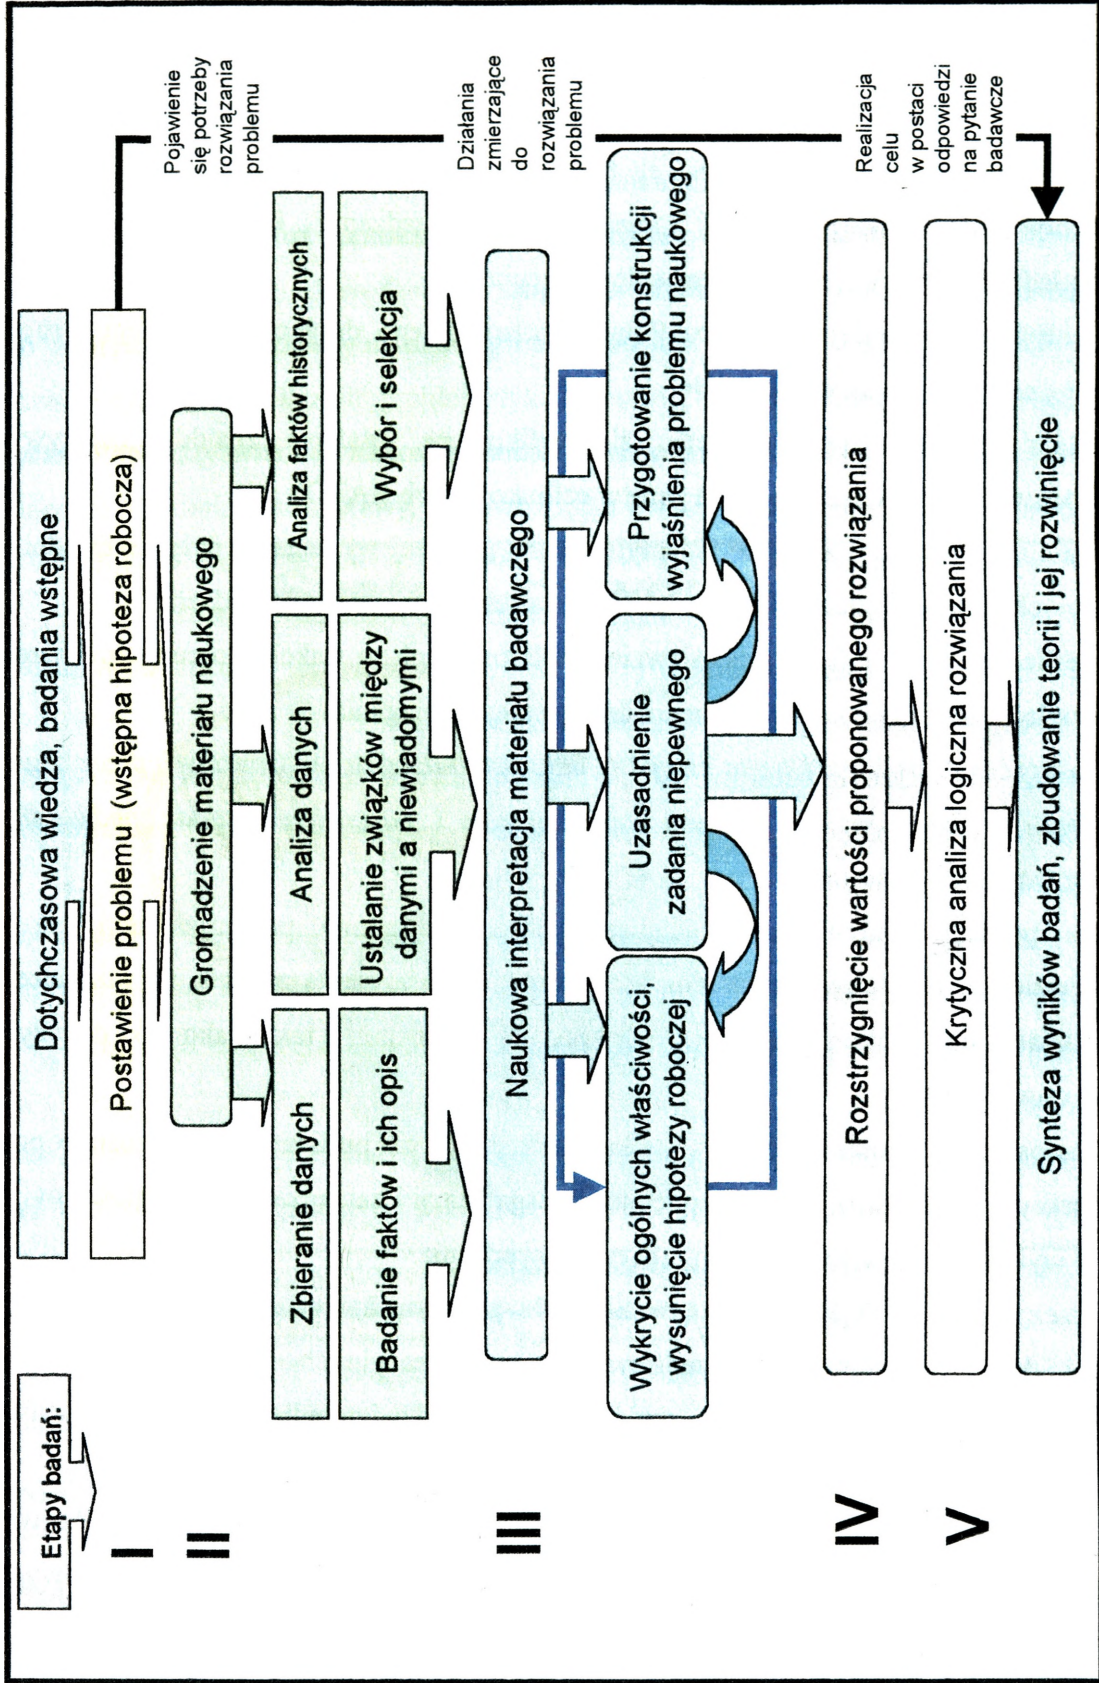 Etapy badań:
Dotychczasowa wiedza, badania wstępne
I
Postawienie problemu (wstępna hipoteza robocza)
Pojawienie
się potrzeby
rozwiązania
problemu
II
Gromadzenie materiału naukowego
Zbieranie danych
Analiza danych
Analiza faktów historycznych
Badanie faktów i ich opis
Ustalanie związków między
danymi a niewiadomymi
Wybór i selekcja
Działania
zmierzające
do
rozwiązania
problemu
III
Naukowa interpretacja materiału badawczego
Wykrycie ogólnych właściwości,
wysunięcie hipotezy roboczej
Uzasadnienie
zadania niepewnego
Przygotowanie konstrukcji
wyjaśnienia problemu naukowego
IV
Rozstrzygnięcie wartości proponowanego rozwiązania
Realizacja
celu
w postaci
odpowiedzi
na pytanie
badawcze
V
Krytyczna analiza logiczna rozwiązania
Synteza wyników badań, zbudowanie teorii i jej rozwinięcie